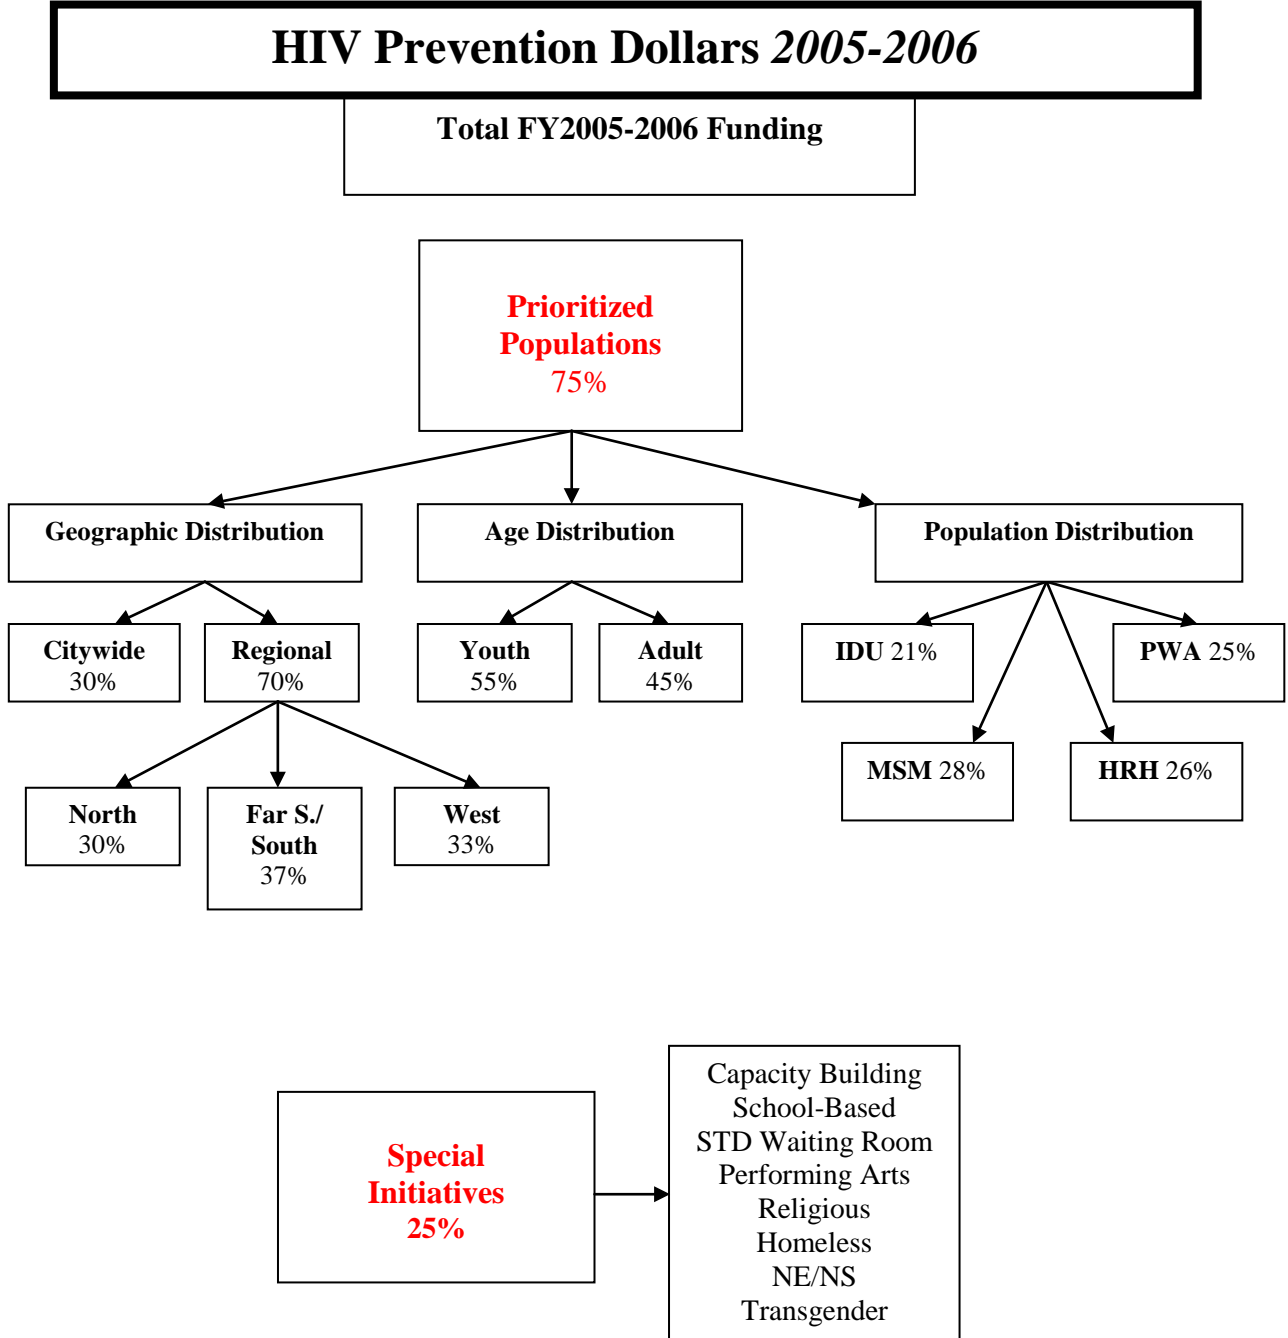 HIV Prevention Dollars 2005-2006
Total FY2005-2006 Funding
Prioritized
Populations
75%
Geographic Distribution
Age Distribution
Population Distribution
Citywide
30%
Regional
70%
Youth
55%
Adult
45%
IDU 21%
PWA 25%
MSM 28%
HRH 26%
North
30%
Far S./
South
37%
West
33%
Special
Initiatives
25%
Capacity Building
School-Based
STD Waiting Room
Performing Arts
Religious
Homeless
NE/NS
Transgender